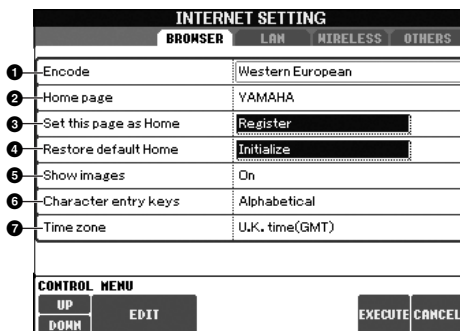 INTERNET SETTING
BROWSER LAN WIRELESS OTHERS
1 Encode Western European
2 Home page YAMAHA
3 Set this page as Home Register
4 Restore default Home Initialize
5 Show images On
6 Character entry keys Alphabetical
7 Time zone U.K. time(GMT)
CONTROL MENU
UP
DOWN
EDIT
EXECUTE CANCEL